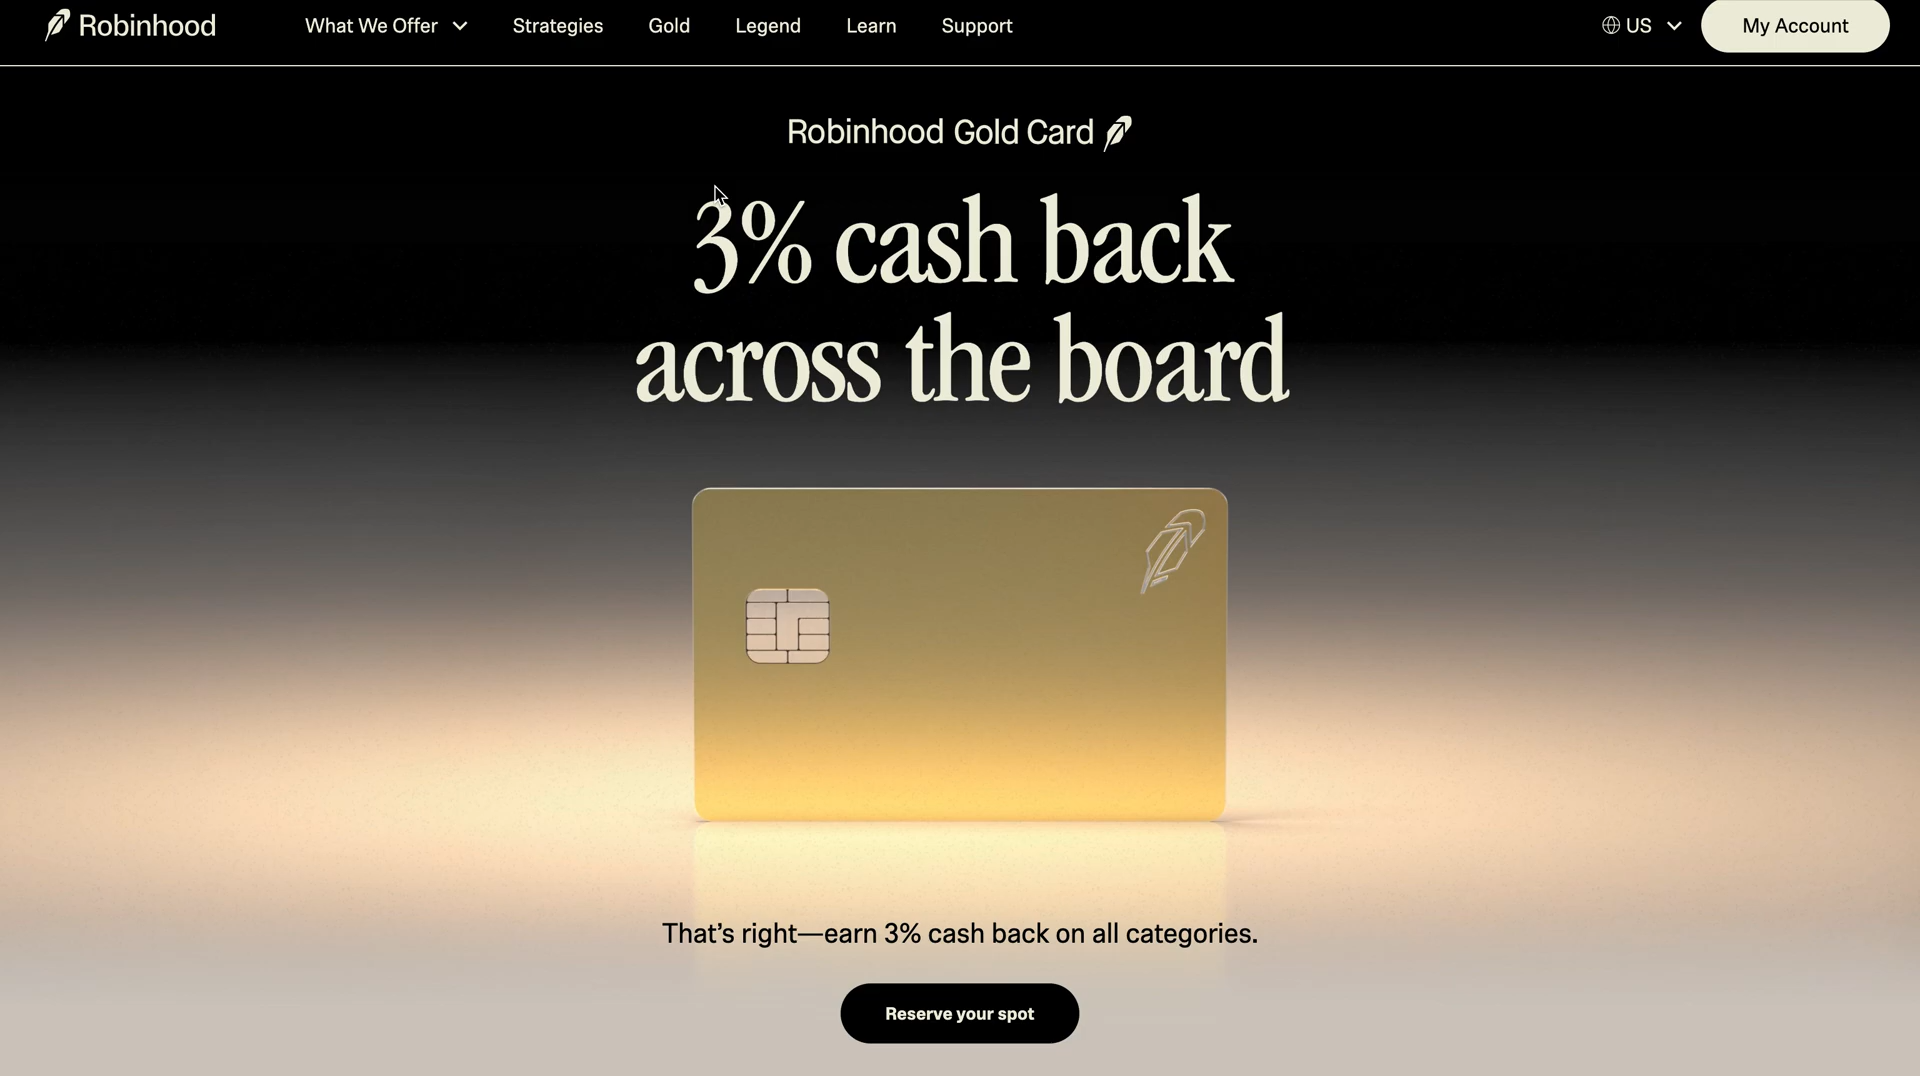 Robinhood What We Offer Strategies Gold Legend Learn Support US My Account
Robinhood Gold Card
3% cash back
across the board
That's right—earn 3% cash back on all categories.
Reserve your spot